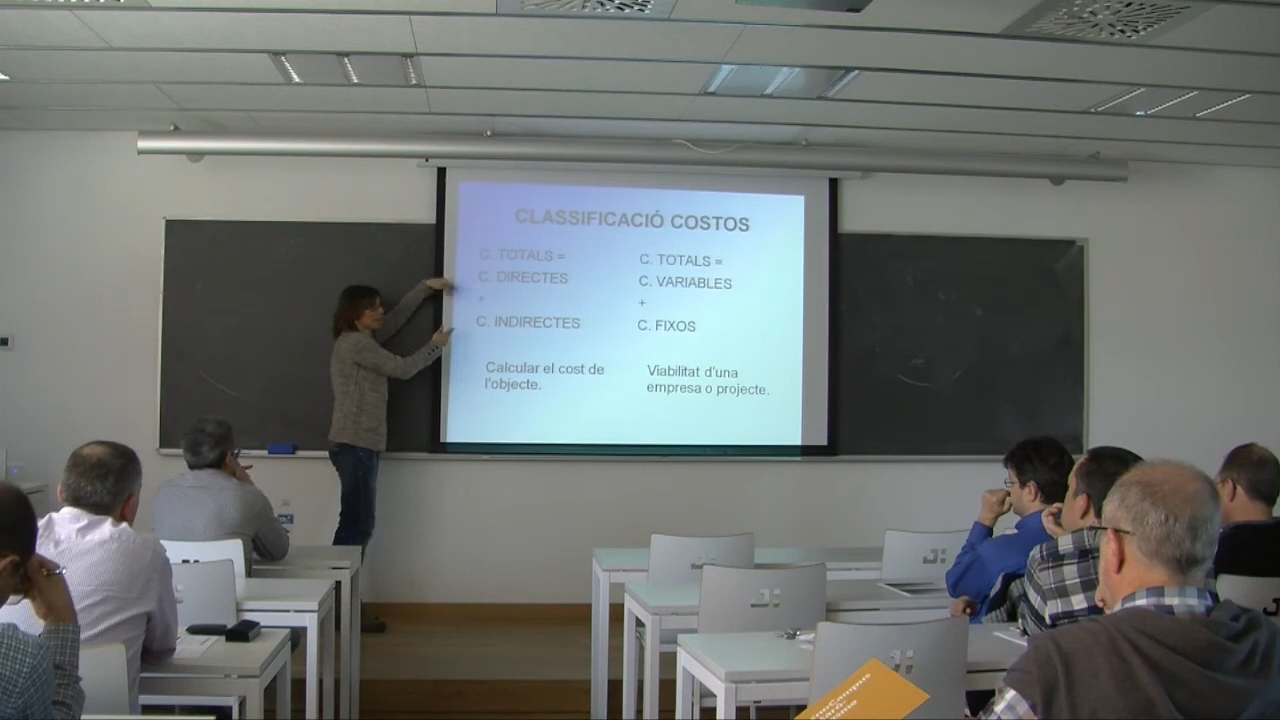 CLASSIFICACIÓ COSTOS
C. TOTALS =
C. DIRECTES
+
C. INDIRECTES
Calcular el cost de
l'objecte.
C. TOTALS =
C. VARIABLES
+
C. FIXOS
Viabilitat d'una
empresa o projecte.